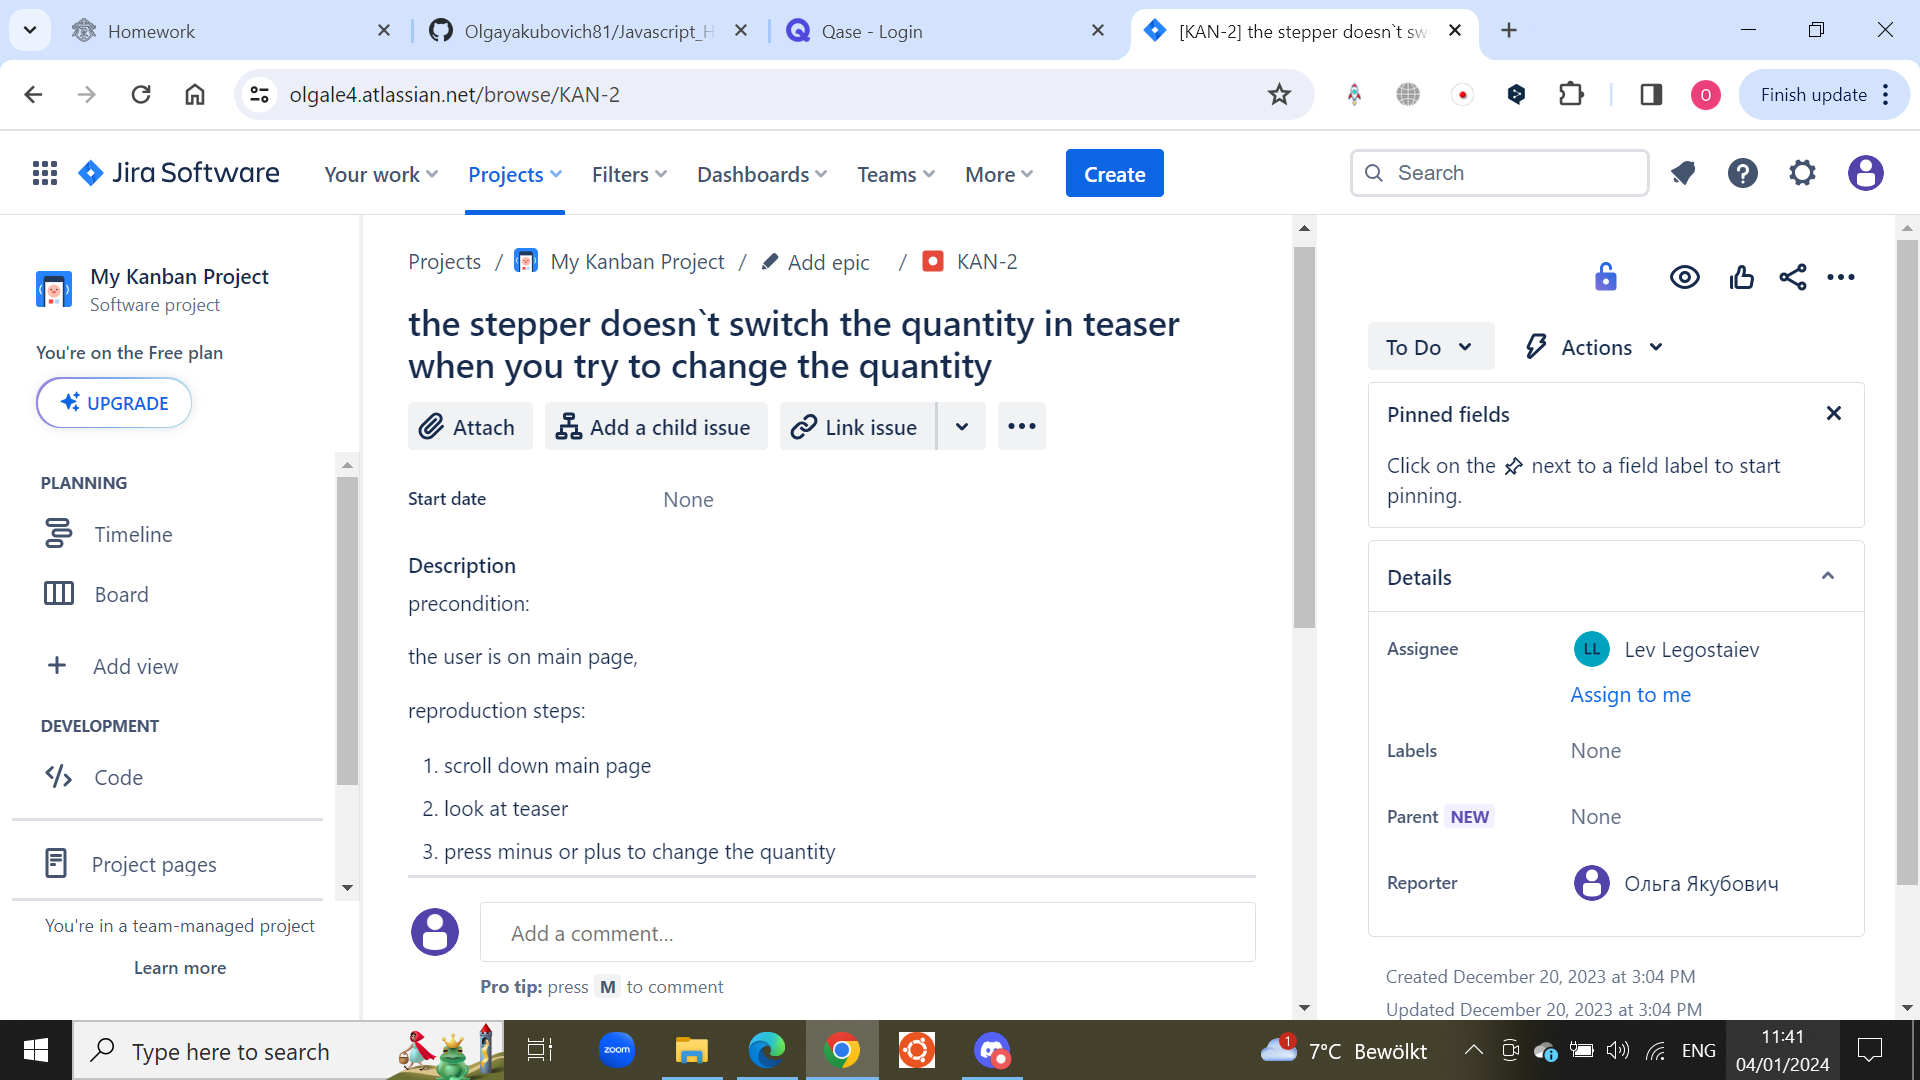 Homework
Olgayakubovich81/Javascript_H
Qase - Login
[KAN-2] the stepper doesn`t sw
olgale4.atlassian.net/browse/KAN-2
O
Finish update
Jira Software
Your work
Projects
Filters
Dashboards
Teams
More
Create
Search
My Kanban Project
Software project
You're on the Free plan
UPGRADE
PLANNING
Timeline
Board
Add view
DEVELOPMENT
Code
Project pages
You're in a team-managed project
Learn more
Projects / My Kanban Project / Add epic / KAN-2
the stepper doesn`t switch the quantity in teaser
when you try to change the quantity
Attach
Add a child issue
Link issue
Start date
None
Description
precondition:
the user is on main page,
reproduction steps:
1. scroll down main page
2. look at teaser
3. press minus or plus to change the quantity
Add a comment...
Pro tip: press M to comment
To Do
Actions
Pinned fields
Click on the next to a field label to start
pinning.
Details
Assignee
LL
Lev Legostaiev
Assign to me
Labels
None
Parent NEW
None
Reporter
Ольга Якубович
Created December 20, 2023 at 3:04 PM
Updated December 20, 2023 at 3:04 PM
Type here to search
zoom
1
7°C Bewölkt
ENG
11:41
04/01/2024